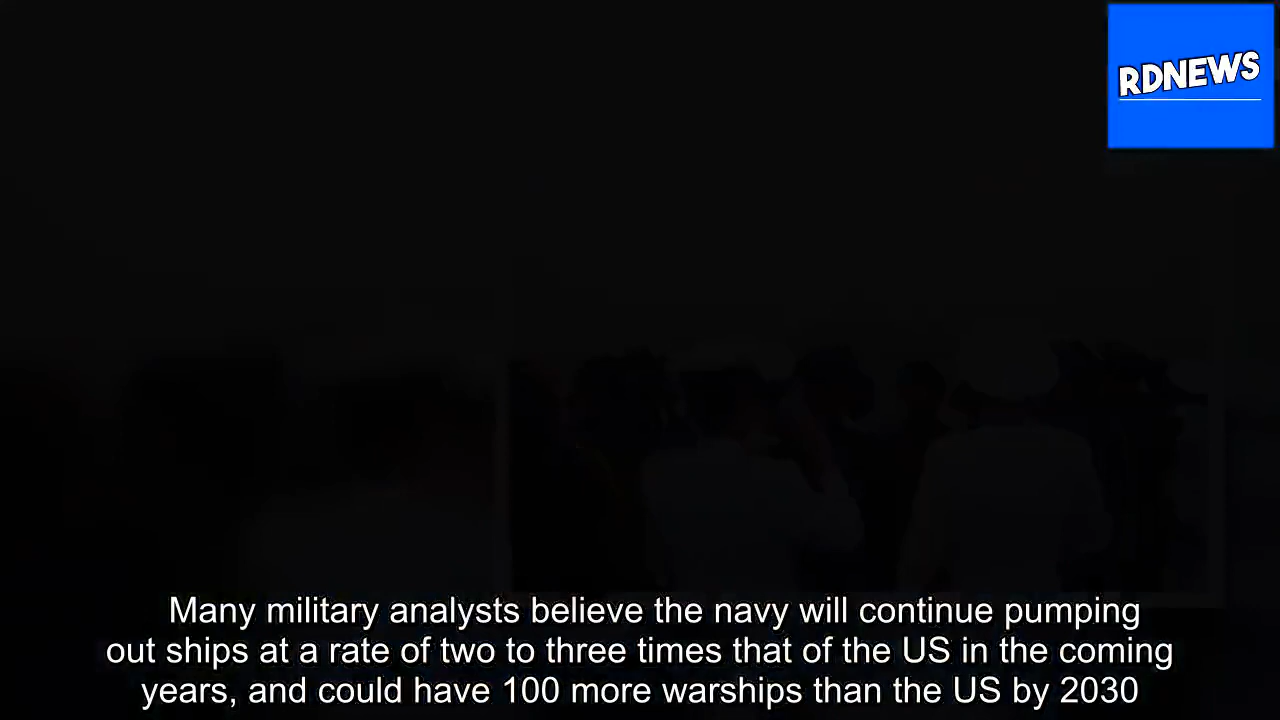 RDNEWS
Many military analysts believe the navy will continue pumping
out ships at a rate of two to three times that of the US in the coming
years, and could have 100 more warships than the US by 2030